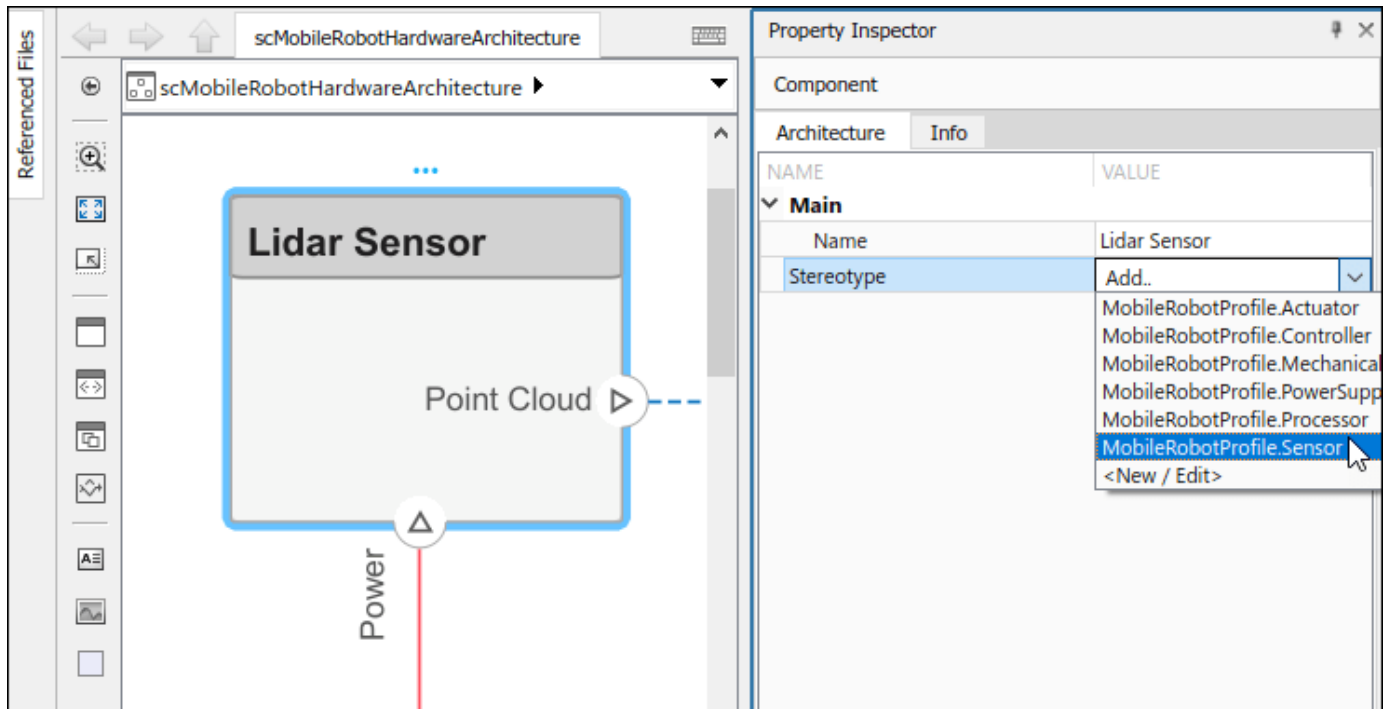 Referenced Files
scMobileRobotHardwareArchitecture
scMobileRobotHardwareArchitecture
Lidar Sensor
Point Cloud
Power
Property Inspector
Component
Architecture Info
NAME VALUE
Main
Name Lidar Sensor
Stereotype Add..
MobileRobotProfile.Actuator
MobileRobotProfile.Controller
MobileRobotProfile.Mechanical
MobileRobotProfile.PowerSupp
MobileRobotProfile.Processor
MobileRobotProfile.Sensor
<New / Edit>